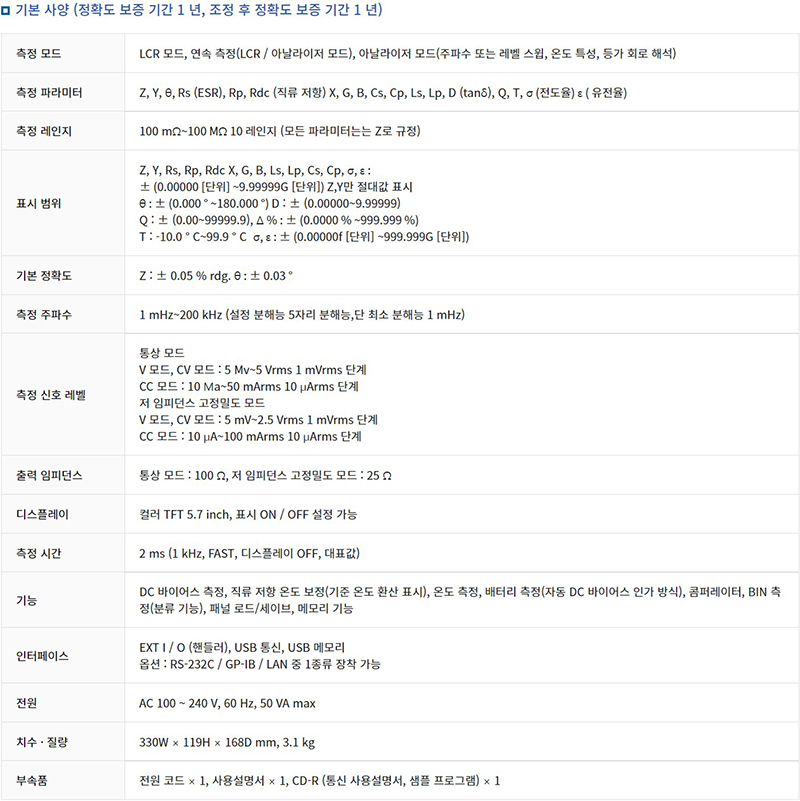 기본 사양 (정확도 보증 기간 1 년, 조정 후 정확도 보증 기간 1 년)
측정 모드
LCR 모드, 연속 측정(LCR / 아날라이저 모드), 아날라이저 모드(주파수 또는 레벨 스윕, 온도 특성, 등가 회로 해석)
측정 파라미터
Z, Y, θ, Rs (ESR), Rp, Rdc (직류 저항) X, G, B, Cs, Cp, Ls, Lp, D (tanδ), Q, T, σ (전도율) ε ( 유전율)
측정 레인지
100 mΩ~100 MΩ 10 레인지 (모든 파라미터는는 Z로 규정)
표시 범위
Z, Y, Rs, Rp, Rdc X, G, B, Ls, Lp, Cs, Cp, σ, ε :
± (0.00000 [단위] ~9.99999G [단위]) Z,Y만 절대값 표시
θ : ± (0.000 ° ~180.000 °) D : ± (0.00000~9.99999)
Q : ± (0.00~99999.9), Δ % : ± (0.0000 % ~999.999 %)
T : -10.0 ° C~99.9 ° C σ, ε : ± (0.00000f [단위] ~999.999G [단위])
기본 정확도
Z : ± 0.05 % rdg. θ : ± 0.03 °
측정 주파수
1 mHz~200 kHz (설정 분해능 5자리 분해능,단 최소 분해능 1 mHz)
측정 신호 레벨
통상 모드
V 모드, CV 모드 : 5 Mv~5 Vrms 1 mVrms 단계
CC 모드 : 10 Ma~50 mArms 10 μArms 단계
저 임피던스 고정밀도 모드
V 모드, CV 모드 : 5 mV~2.5 Vrms 1 mVrms 단계
CC 모드 : 10 μA~100 mArms 10 μArms 단계
출력 임피던스
통상 모드 : 100 Ω, 저 임피던스 고정밀도 모드 : 25 Ω
디스플레이
컬러 TFT 5.7 inch, 표시 ON / OFF 설정 가능
측정 시간
2 ms (1 kHz, FAST, 디스플레이 OFF, 대표값)
기능
DC 바이어스 측정, 직류 저항 온도 보정(기준 온도 환산 표시), 온도 측정, 배터리 측정(자동 DC 바이어스 인가 방식), 콤퍼레이터, BIN 측
정(분류 기능), 패널 로드/세이브, 메모리 기능
인터페이스
EXT I / O (핸들러), USB 통신, USB 메모리
옵션 : RS-232C / GP-IB / LAN 중 1종류 장착 가능
전원
AC 100 ~ 240 V, 60 Hz, 50 VA max
치수 · 질량
330W × 119H × 168D mm, 3.1 kg
부속품
전원 코드 × 1, 사용설명서 × 1, CD-R (통신 사용설명서, 샘플 프로그램) × 1